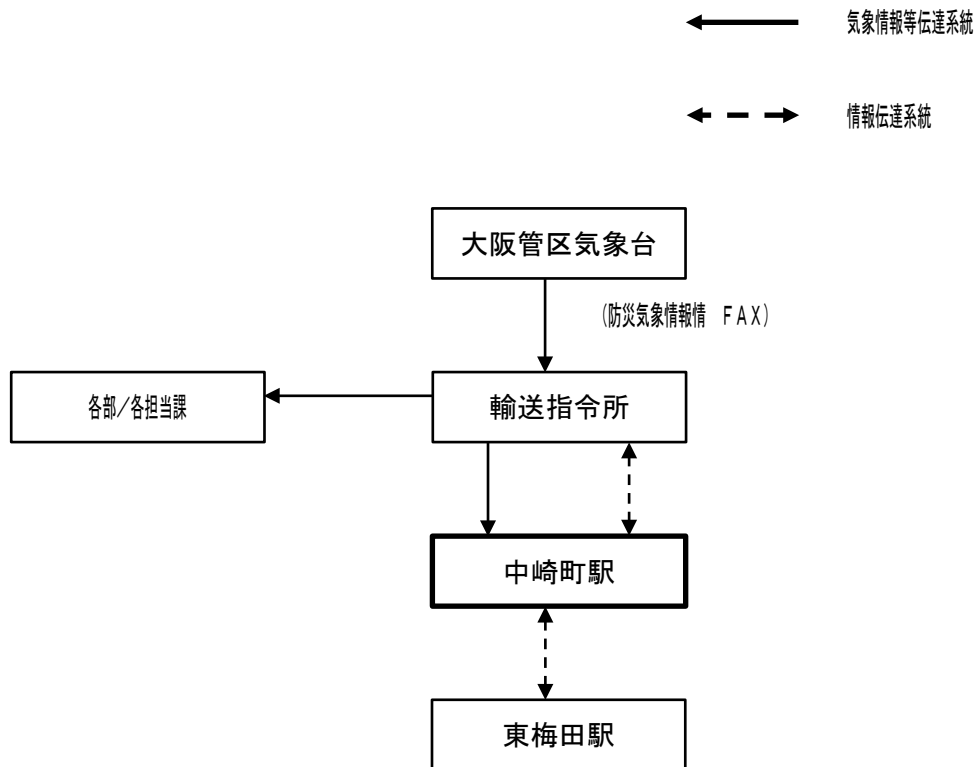 気象情報等伝達系統
情報伝達系統
大阪管区気象台
(防災気象情報情　ＦＡＸ)
各部／各担当課
輸送指令所
中崎町駅
東梅田駅